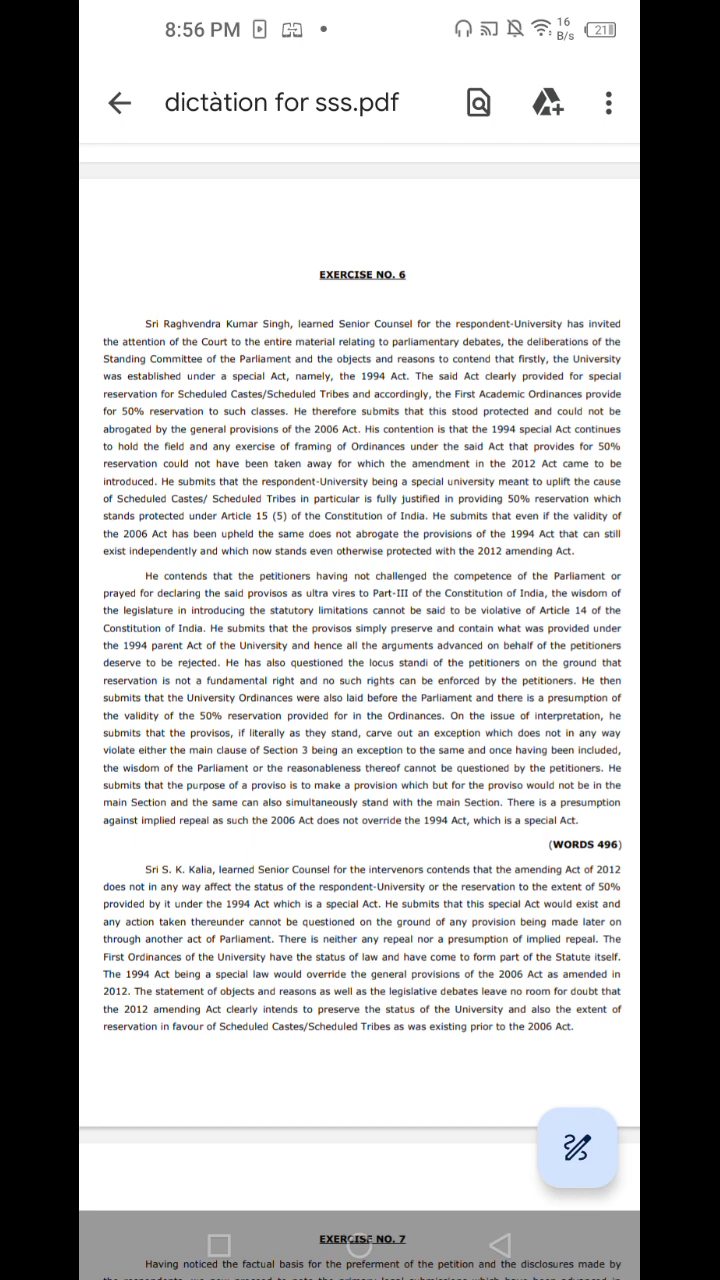 8:56 PM
16
B/s
21
dictàtion for sss.pdf
EXERCISE NO. 6
Sri Raghvendra Kumar Singh, learned Senior Counsel for the respondent-University has invited
the attention of the Court to the entire material relating to parliamentary debates, the deliberations of the
Standing Committee of the Parliament and the objects and reasons to contend that firstly, the University
was established under a special Act, namely, the 1994 Act. The said Act clearly provided for special
reservation for Scheduled Castes/Scheduled Tribes and accordingly, the First Academic Ordinances provide
for 50% reservation to such classes. He therefore submits that this stood protected and could not be
abrogated by the general provisions of the 2006 Act. His contention is that the 1994 special Act continues
to hold the field and any exercise of framing of Ordinances under the said Act that provides for 50%
reservation could not have been taken away for which the amendment in the 2012 Act came to be
introduced. He submits that the respondent-University being a special university meant to uplift the cause
of Scheduled Castes/ Scheduled Tribes in particular is fully justified in providing 50% reservation which
stands protected under Article 15 (5) of the Constitution of India. He submits that even if the validity of
the 2006 Act has been upheld the same does not abrogate the provisions of the 1994 Act that can still
exist independently and which now stands even otherwise protected with the 2012 amending Act.
He contends that the petitioners having not challenged the competence of the Parliament or
prayed for declaring the said provisos as ultra vires to Part-III of the Constitution of India, the wisdom of
the legislature in introducing the statutory limitations cannot be said to be violative of Article 14 of the
Constitution of India. He submits that the provisos simply preserve and contain what was provided under
the 1994 parent Act of the University and hence all the arguments advanced on behalf of the petitioners
deserve to be rejected. He has also questioned the locus standi of the petitioners on the ground that
reservation is not a fundamental right and no such rights can be enforced by the petitioners. He then
submits that the University Ordinances were also laid before the Parliament and there is a presumption of
the validity of the 50% reservation provided for in the Ordinances. On the issue of interpretation, he
submits that the provisos, if literally as they stand, carve out an exception which does not in any way
violate either the main clause of Section 3 being an exception to the same and once having been included,
the wisdom of the Parliament or the reasonableness thereof cannot be questioned by the petitioners. He
submits that the purpose of a proviso is to make a provision which but for the proviso would not be in the
main Section and the same can also simultaneously stand with the main Section. There is a presumption
against implied repeal as such the 2006 Act does not override the 1994 Act, which is a special Act.
(WORDS 496)
Sri S. K. Kalia, learned Senior Counsel for the intervenors contends that the amending Act of 2012
does not in any way affect the status of the respondent-University or the reservation to the extent of 50%
provided by it under the 1994 Act which is a special Act. He submits that this special Act would exist and
any action taken thereunder cannot be questioned on the ground of any provision being made later on
through another act of Parliament. There is neither any repeal nor a presumption of implied repeal. The
First Ordinances of the University have the status of law and have come to form part of the Statute itself.
The 1994 Act being a special law would override the general provisions of the 2006 Act as amended in
2012. The statement of objects and reasons as well as the legislative debates leave no room for doubt that
the 2012 amending Act clearly intends to preserve the status of the University and also the extent of
reservation in favour of Scheduled Castes/Scheduled Tribes as was existing prior to the 2006 Act.
EXERCISE NO. 7
Having noticed the factual basis for the preferment of the petition and the disclosures made by